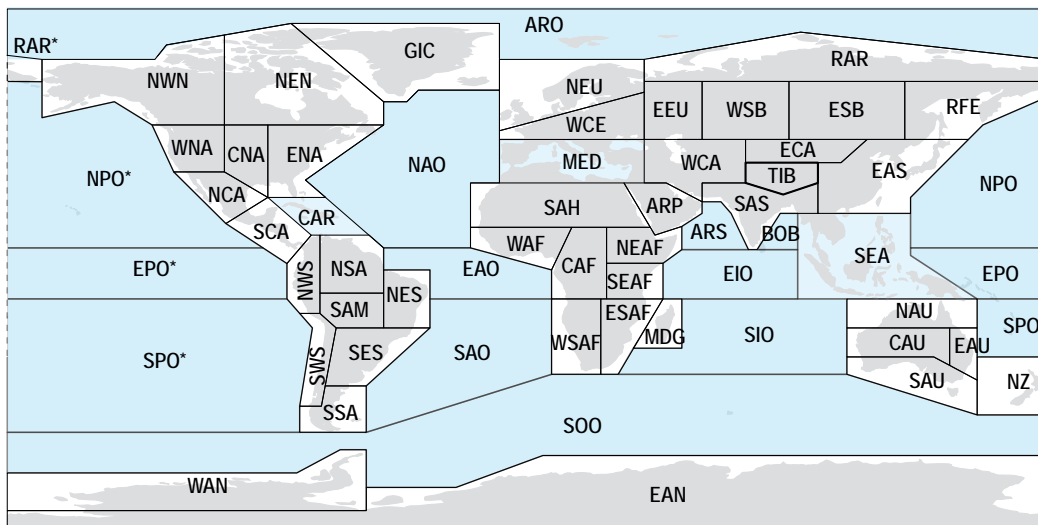 ARO
RAR*
GIC
NWN
NEN
RAR
NEU
WCE
EEU
WSB
ESB
RFE
WNA
CNA
ENA
NAO
MED
WCA
ECA
TIB
EAS
NPO*
NCA
CAR
SCA
SAH
ARP
SAS
NPO
WAF
CAF
NEAF
ARS
BOB
SEA
EPO*
NWS
NSA
EAO
SEAF
EIO
EPO
SAM
NES
SPO*
SWS
SES
SAO
WSAF
ESAF
MDG
SIO
NAU
CAU
EAU
SPO
SAU
NZ
SSA
SOO
WAN
EAN